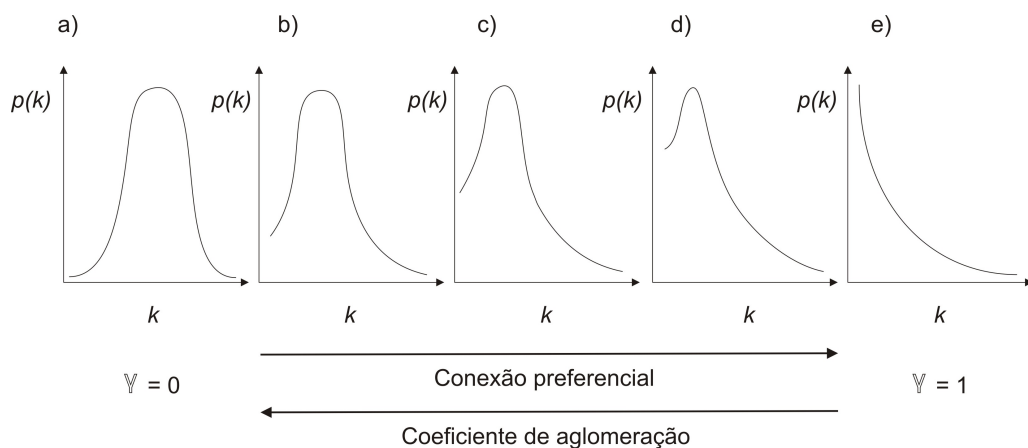 a) b) c) d) e)
p(k) p(k) p(k) p(k) p(k)
k k k k k
Conexão preferencial
𝕐 = 0 𝕐 = 1
Coeficiente de aglomeração